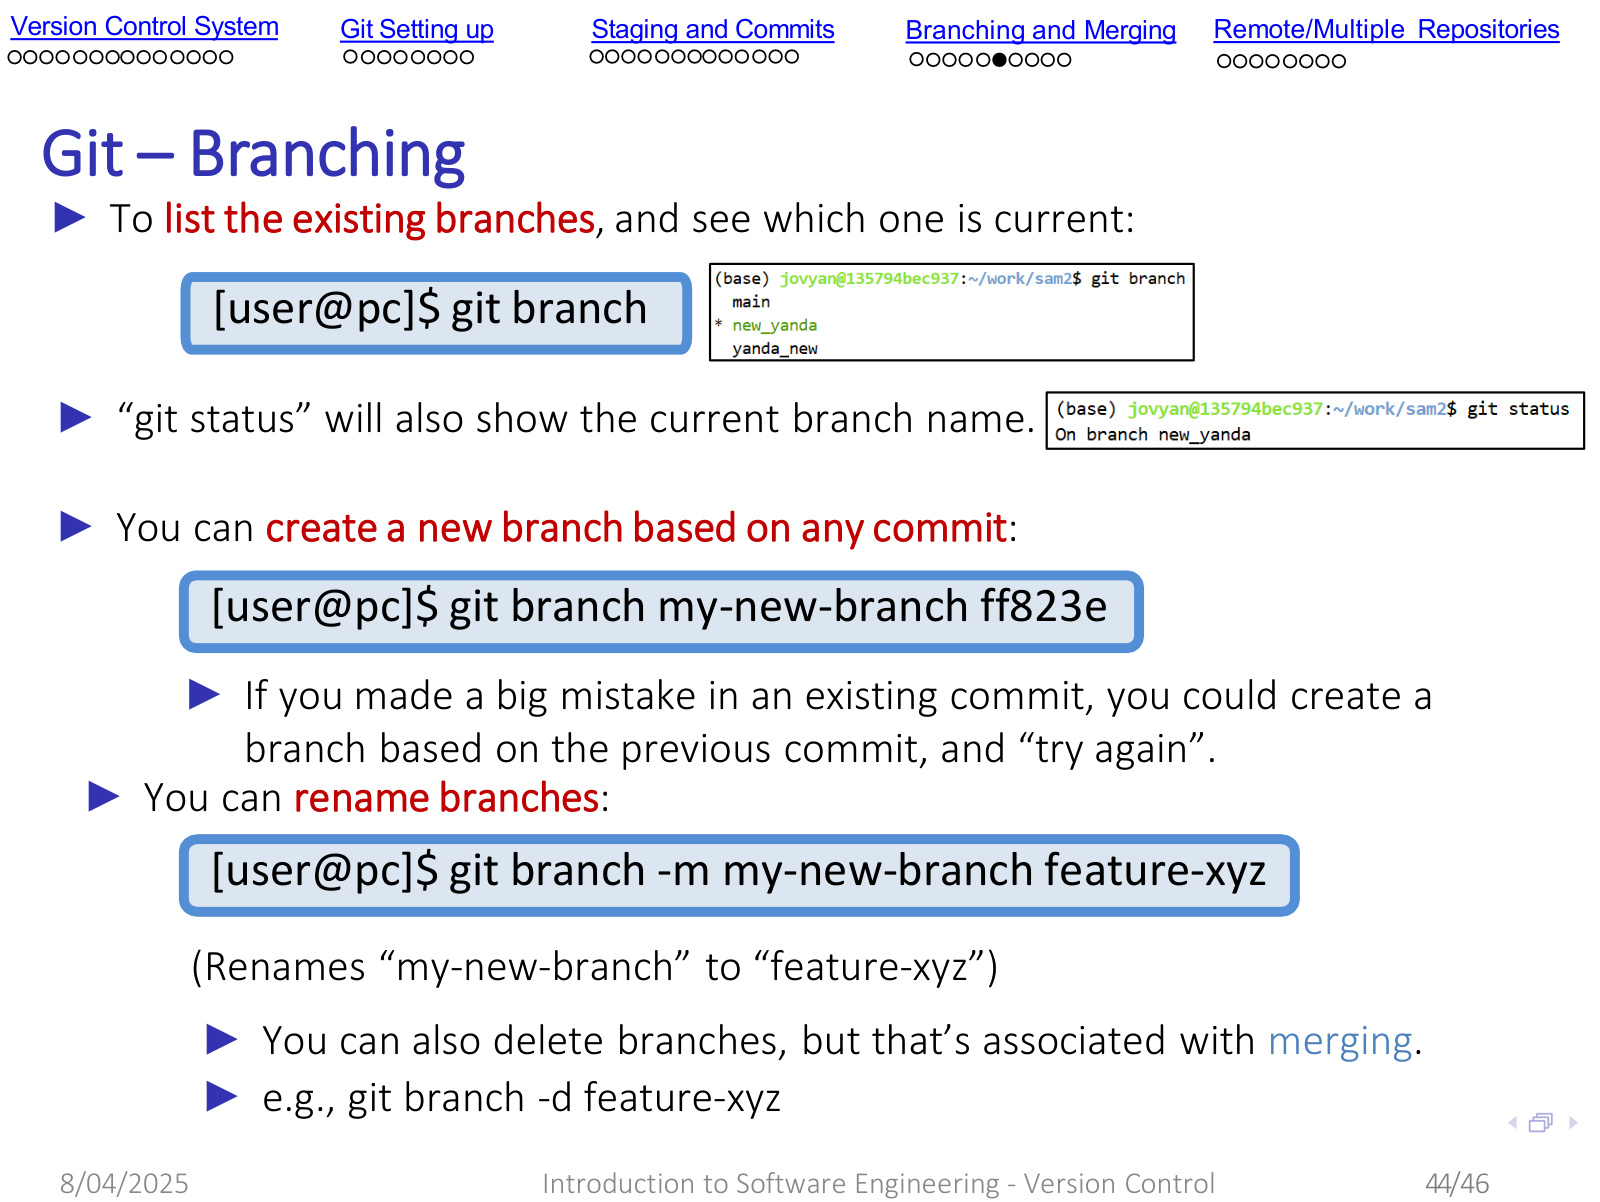 Version Control System
Git Setting up
Staging and Commits
Branching and Merging
Remote/Multiple Repositories
Git – Branching
► To list the existing branches, and see which one is current:
[user@pc]$ git branch
(base) jovyan@135794bec937:~/work/sam2$ git branch
main
* new_yanda
yanda_new
► “git status” will also show the current branch name.
(base) jovyan@135794bec937:~/work/sam2$ git status
On branch new_yanda
► You can create a new branch based on any commit:
[user@pc]$ git branch my-new-branch ff823e
► If you made a big mistake in an existing commit, you could create a
branch based on the previous commit, and “try again”.
► You can rename branches:
[user@pc]$ git branch -m my-new-branch feature-xyz
(Renames “my-new-branch” to “feature-xyz”)
► You can also delete branches, but that’s associated with merging.
► e.g., git branch -d feature-xyz
8/04/2025
Introduction to Software Engineering - Version Control
44/46